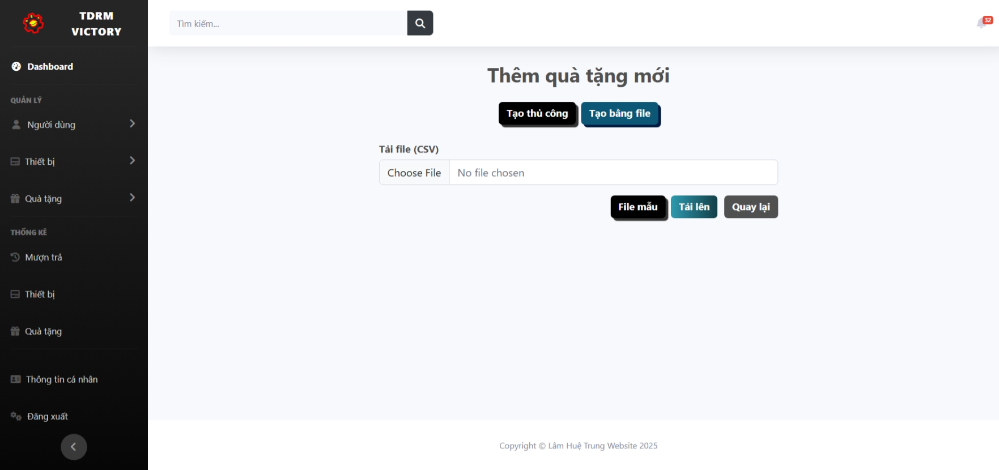 TDRM
VICTORY
Dashboard
QUẢN LÝ
Người dùng
Thiết bị
Quà tặng
THỐNG KÊ
Mượn trả
Thiết bị
Quà tặng
Thông tin cá nhân
Đăng xuất
Tìm kiếm...
32
Thêm quà tặng mới
Tạo thủ công Tạo bằng file
Tải file (CSV)
Choose File No file chosen
File mẫu Tải lên Quay lại
Copyright © Lâm Huệ Trung Website 2025